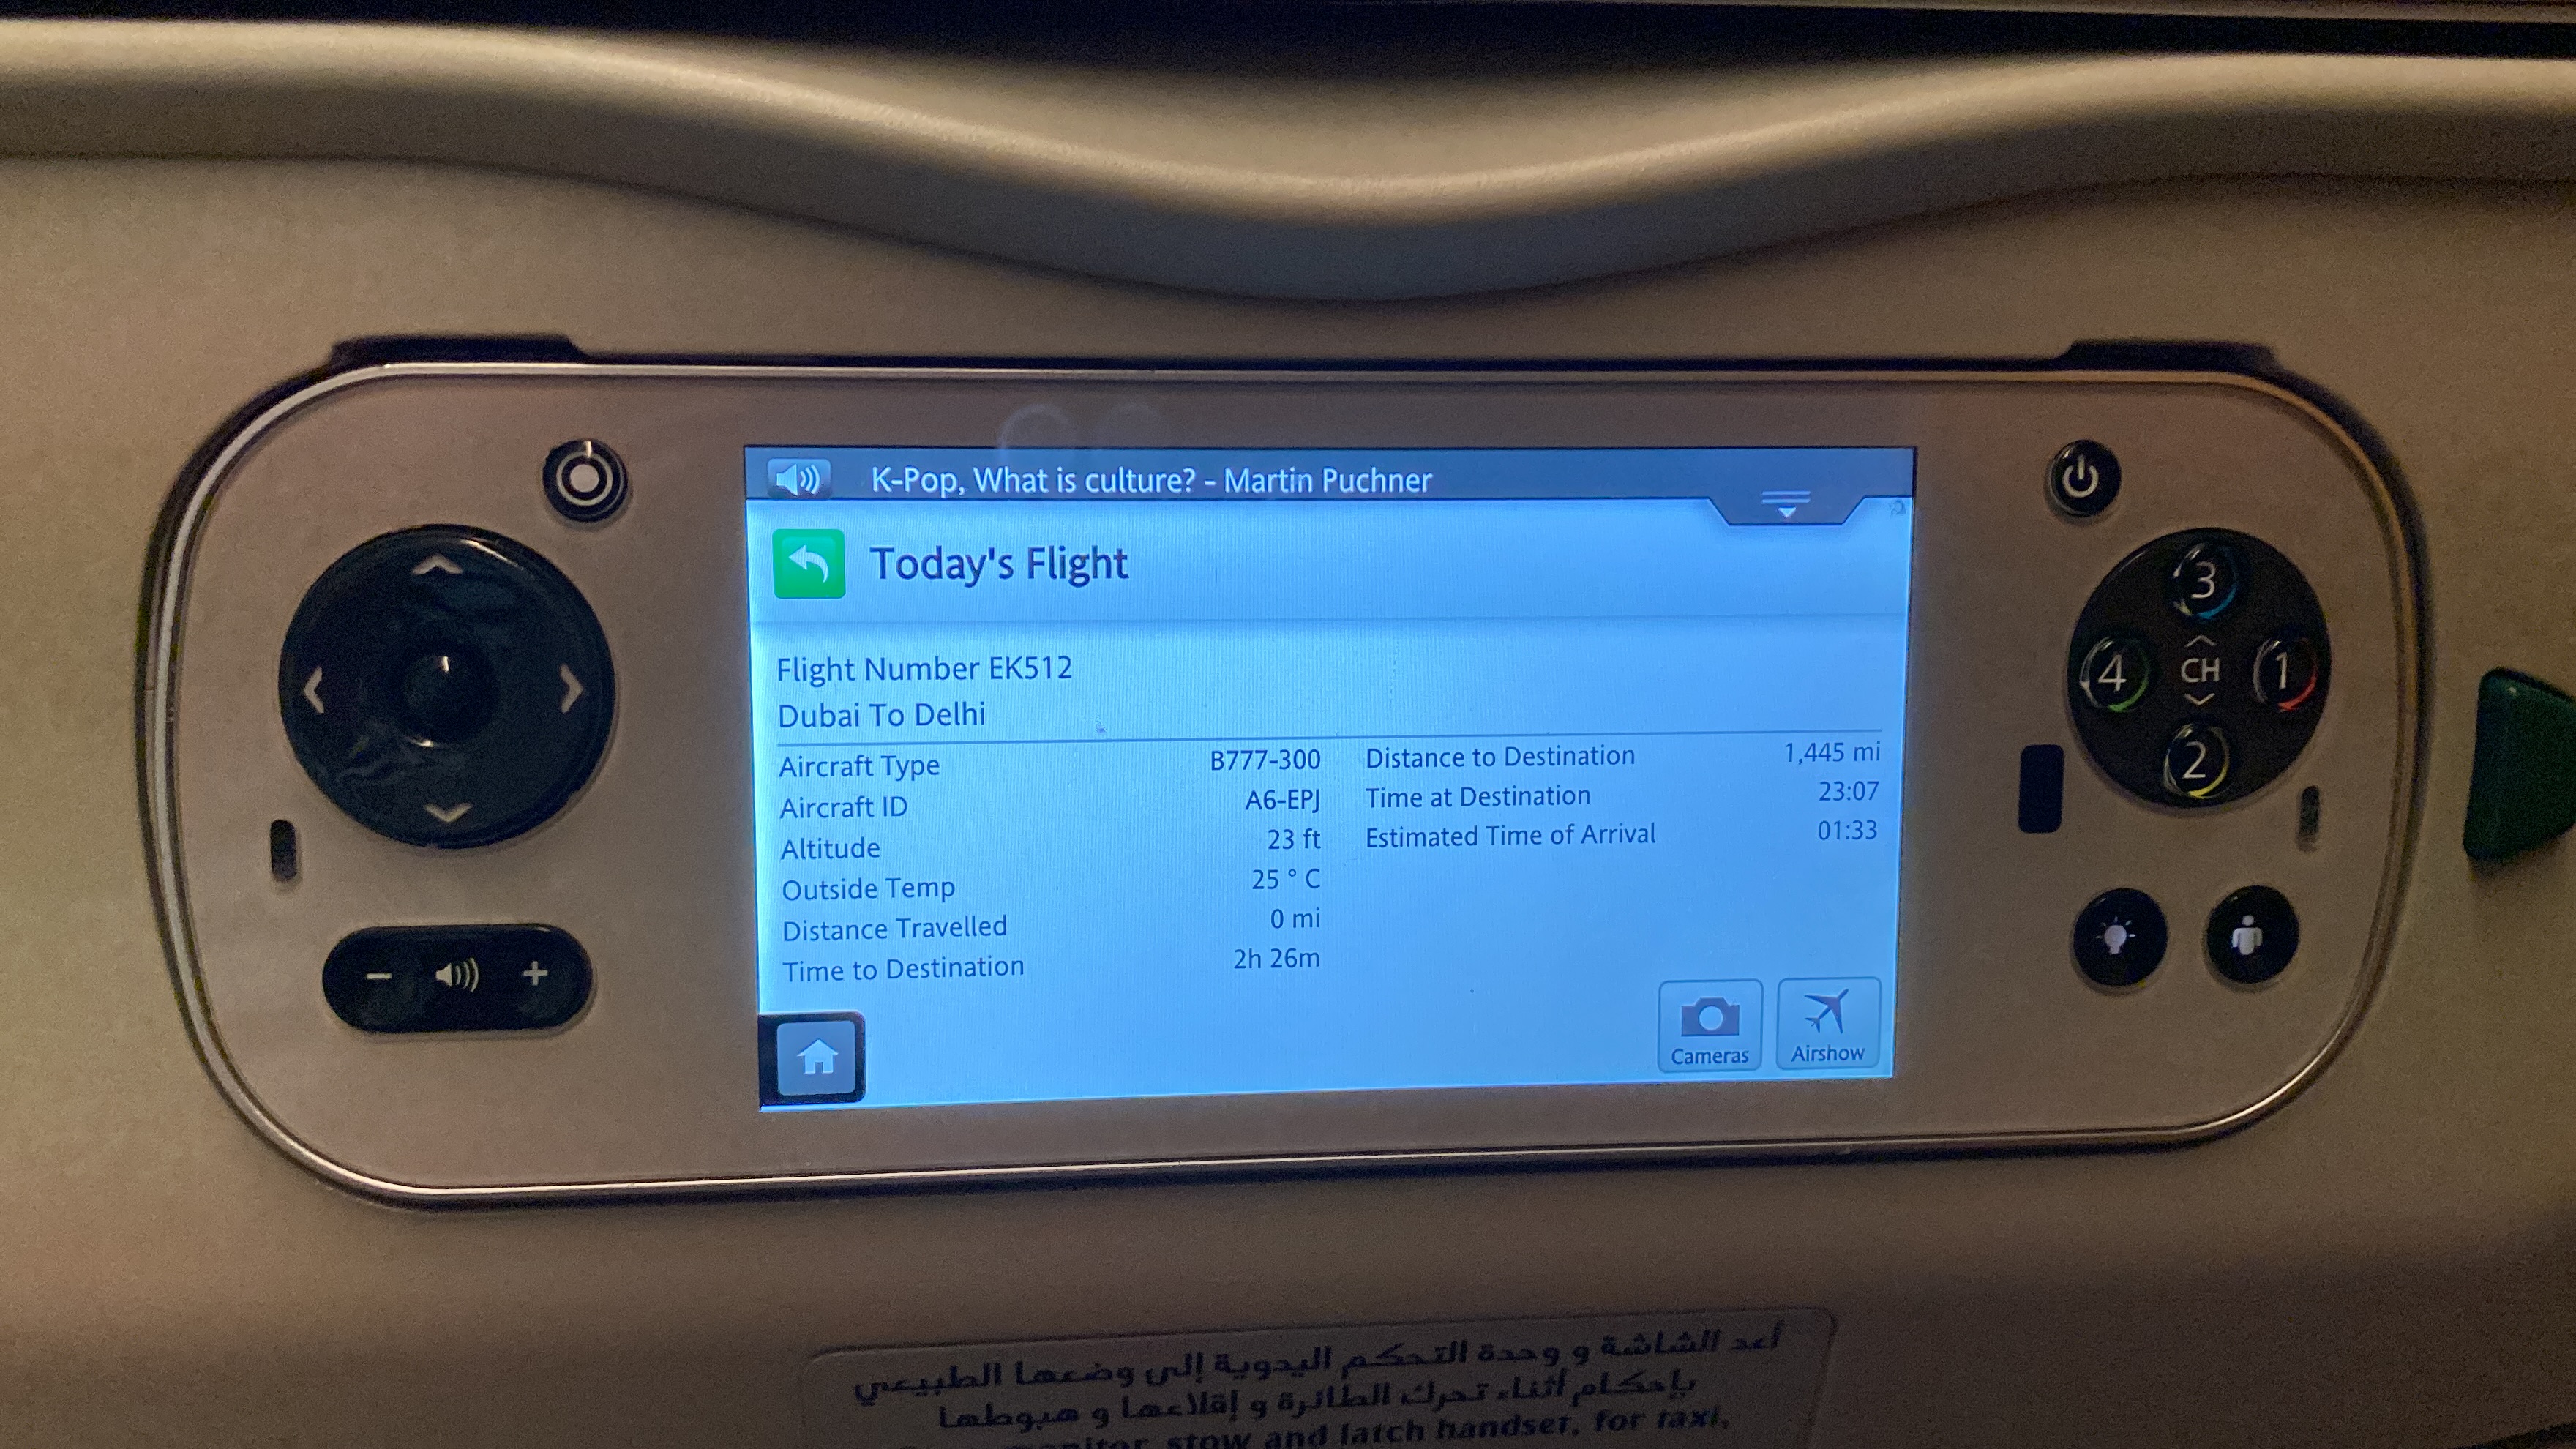 K-Pop, What is culture? - Martin Puchner
Today's Flight
Flight Number EK512
Dubai To Delhi
Aircraft Type B777-300
Aircraft ID A6-EPJ
Altitude 23 ft
Outside Temp 25 ° C
Distance Travelled 0 mi
Time to Destination 2h 26m
Distance to Destination 1,445 mi
Time at Destination 23:07
Estimated Time of Arrival 01:33
Cameras
Airshow
3
4 CH 1
2
أعد الشاشة و وحدة التحكم اليدوية إلى وضعها الطبيعي
بإحكام أثناء تحرك الطائرة و إقلاعها و هبوطها
stow and latch handset, for taxi,